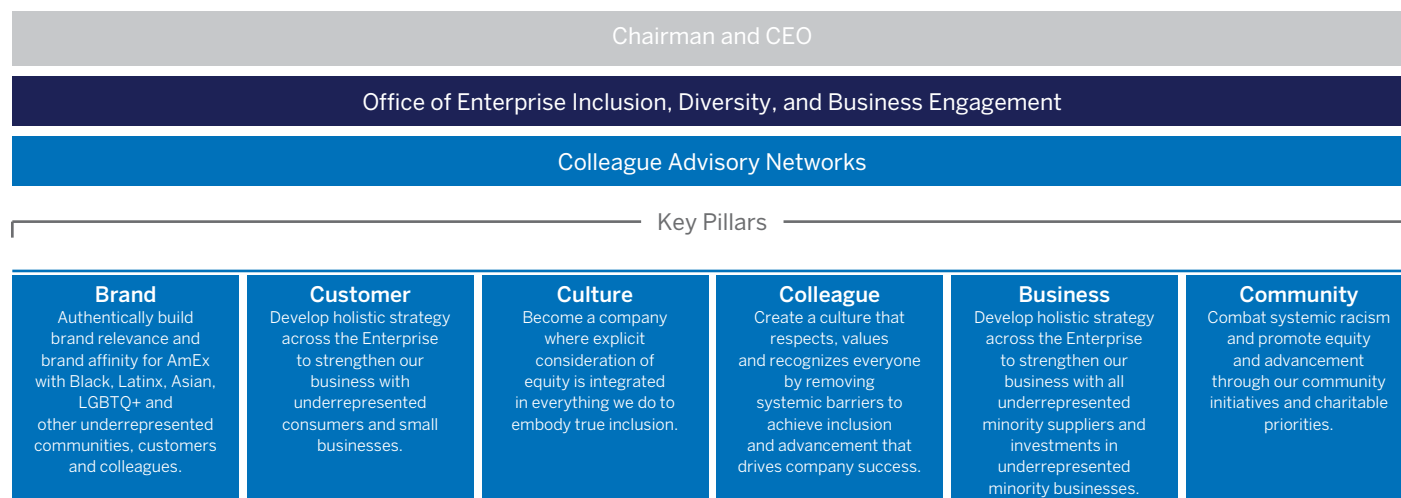 Chairman and CEO
Office of Enterprise Inclusion, Diversity, and Business Engagement
Colleague Advisory Networks
Key Pillars
Brand
Authentically build
brand relevance and
brand affinity for AmEx
with Black, Latinx, Asian,
LGBTQ+ and
other underrepresented
communities, customers
and colleagues.
Customer
Develop holistic strategy
across the Enterprise
to strengthen our
business with
underrepresented
consumers and small
businesses.
Culture
Become a company
where explicit
consideration of
equity is integrated
in everything we do to
embody true inclusion.
Colleague
Create a culture that
respects, values
and recognizes everyone
by removing
systemic barriers to
achieve inclusion
and advancement that
drives company success.
Business
Develop holistic strategy
across the Enterprise
to strengthen our
business with all
underrepresented
minority suppliers and
investments in
underrepresented
minority businesses.
Community
Combat systemic racism
and promote equity
and advancement
through our community
initiatives and charitable
priorities.